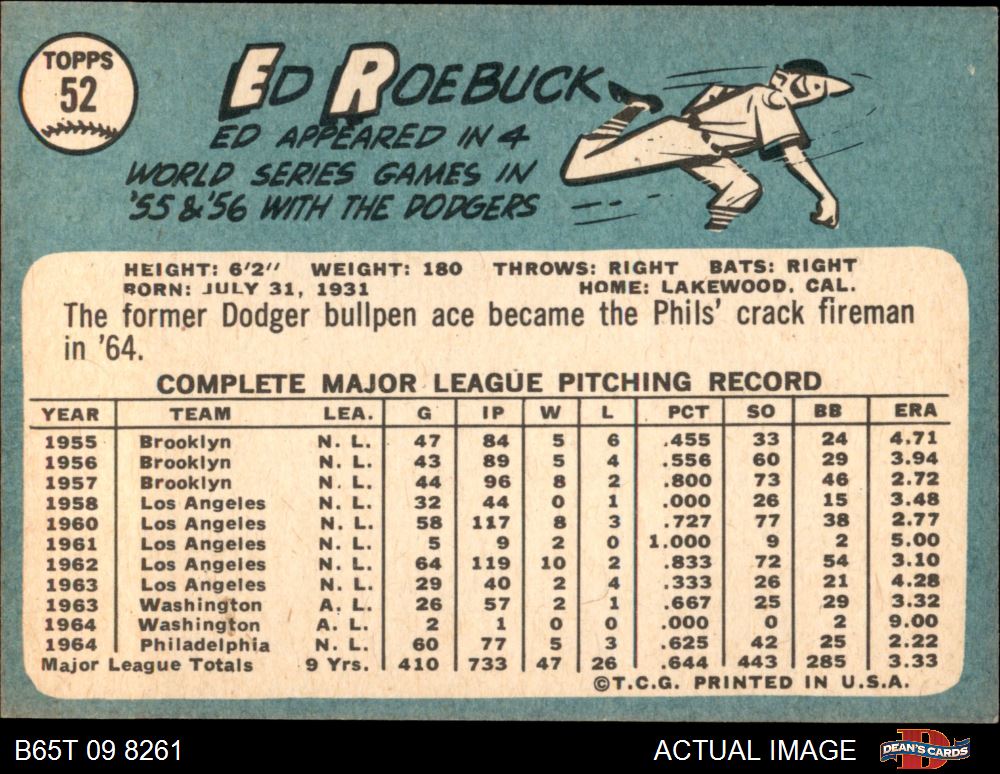 TOPPS
52
ED ROEBUCK
ED APPEARED IN 4
WORLD SERIES GAMES IN
'55 & '56 WITH THE DODGERS
HEIGHT: 6'2" WEIGHT: 180 THROWS: RIGHT BATS: RIGHT
BORN: JULY 31, 1931 HOME: LAKEWOOD, CAL.
The former Dodger bullpen ace became the Phils' crack fireman
in '64.
COMPLETE MAJOR LEAGUE PITCHING RECORD
YEAR TEAM LEA. G IP W L PCT SO BB ERA
1955 Brooklyn N. L. 47 84 5 6 .455 33 24 4.71
1956 Brooklyn N. L. 43 89 5 4 .556 60 29 3.94
1957 Brooklyn N. L. 44 96 8 2 .800 73 46 2.72
1958 Los Angeles N. L. 32 44 0 1 .000 26 15 3.48
1960 Los Angeles N. L. 58 117 8 3 .727 77 38 2.77
1961 Los Angeles N. L. 5 9 2 0 1.000 9 2 5.00
1962 Los Angeles N. L. 64 119 10 2 .833 72 54 3.10
1963 Los Angeles N. L. 29 40 2 4 .333 26 21 4.28
1963 Washington A. L. 26 57 2 1 .667 25 29 3.32
1964 Washington A. L. 2 1 0 0 .000 0 2 9.00
1964 Philadelphia N. L. 60 77 5 3 .625 42 25 2.22
Major League Totals 9 Yrs. 410 733 47 26 .644 443 285 3.33
©T.C.G. PRINTED IN U.S.A.
B65T 09 8261 ACTUAL IMAGE DEAN'S CARDS